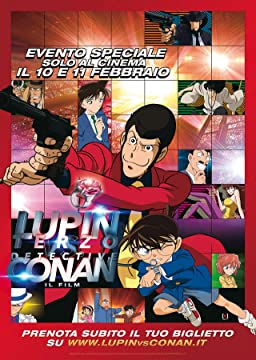 EVENTO SPECIALE
SOLO AL CINEMA
IL 10 E 11 FEBBRAIO
LUPIN
TERZO
DETECTIVE
CONAN
IL FILM
PRENOTA SUBITO IL TUO BIGLIETTO
SU WWW.LUPINVSCONAN.IT